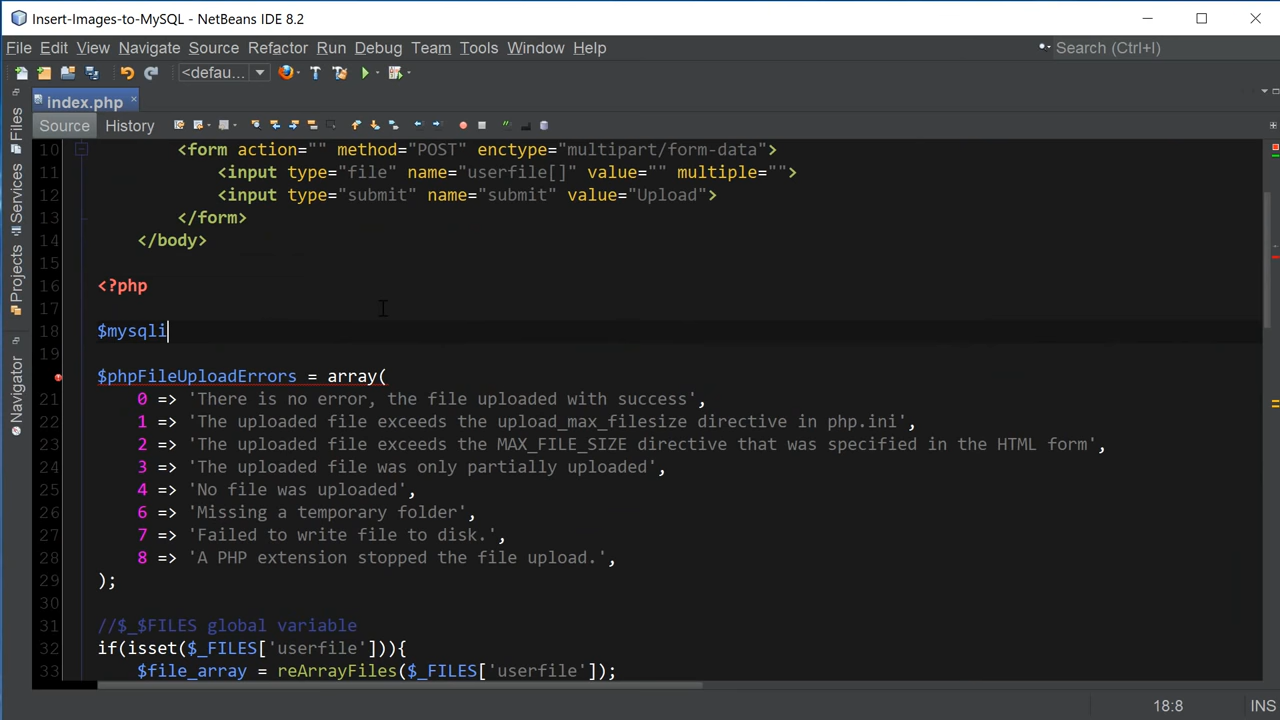 Insert-Images-to-MySQL - NetBeans IDE 8.2
File Edit View Navigate Source Refactor Run Debug Team Tools Window Help
Search (Ctrl+I)
<defau...
index.php
Source History
Files
Services
Projects
Navigator
10 <form action="" method="POST" enctype="multipart/form-data">
11 <input type="file" name="userfile[]" value="" multiple="">
12 <input type="submit" name="submit" value="Upload">
13 </form>
14 </body>
15
16 <?php
17
18 $mysqli
19
$phpFileUploadErrors = array(
21 0 => 'There is no error, the file uploaded with success',
22 1 => 'The uploaded file exceeds the upload_max_filesize directive in php.ini',
23 2 => 'The uploaded file exceeds the MAX_FILE_SIZE directive that was specified in the HTML form',
24 3 => 'The uploaded file was only partially uploaded',
25 4 => 'No file was uploaded',
26 6 => 'Missing a temporary folder',
27 7 => 'Failed to write file to disk.',
28 8 => 'A PHP extension stopped the file upload.',
29 );
30
31 //$_$FILES global variable
32 if(isset($_FILES['userfile'])){
33 $file_array = reArrayFiles($_FILES['userfile']);
18:8 INS